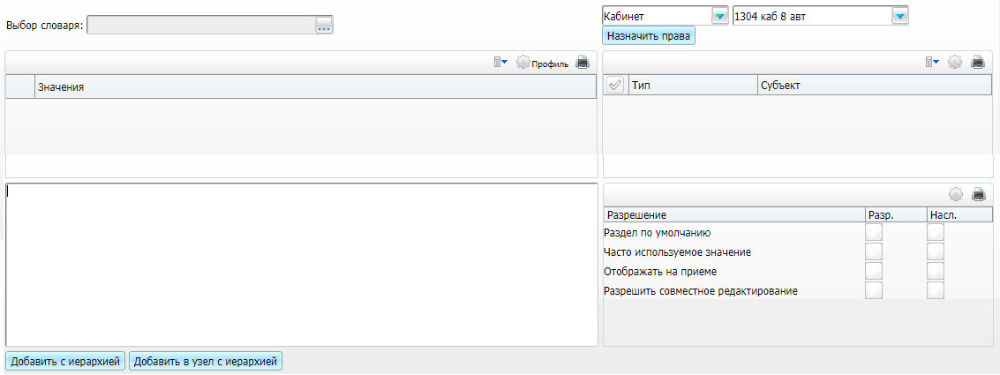 Выбор словаря: ...
Кабинет 1304 каб 8 авт
Назначить права
Профиль
Значения
Тип Субъект
Разрешение Разр. Насл.
Раздел по умолчанию
Часто используемое значение
Отображать на приеме
Разрешить совместное редактирование
Добавить с иерархией Добавить в узел с иерархией